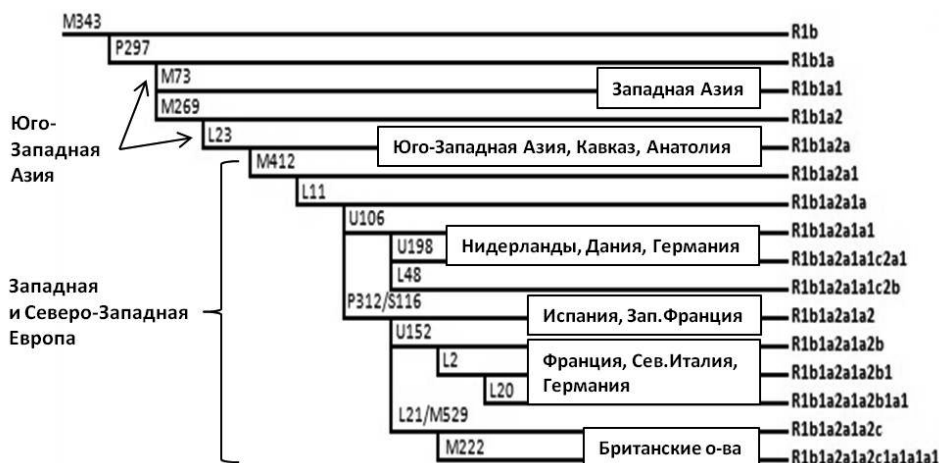 M343
R1b
P297
R1b1a
M73
Западная Азия
R1b1a1
M269
R1b1a2
Юго-
Западная
Азия
L23
Юго-Западная Азия, Кавказ, Анатолия
R1b1a2a
M412
R1b1a2a1
L11
R1b1a2a1a
U106
R1b1a2a1a1
U198
Нидерланды, Дания, Германия
R1b1a2a1a1c2a1
L48
R1b1a2a1a1c2b
Западная
и Северо-Западная
Европа
P312/S116
Испания, Зап.Франция
R1b1a2a1a2
U152
R1b1a2a1a2b
L2
Франция, Сев.Италия,
Германия
R1b1a2a1a2b1
L20
R1b1a2a1a2b1a1
L21/M529
R1b1a2a1a2c
M222
Британские о-ва
R1b1a2a1a2c1a1a1a1